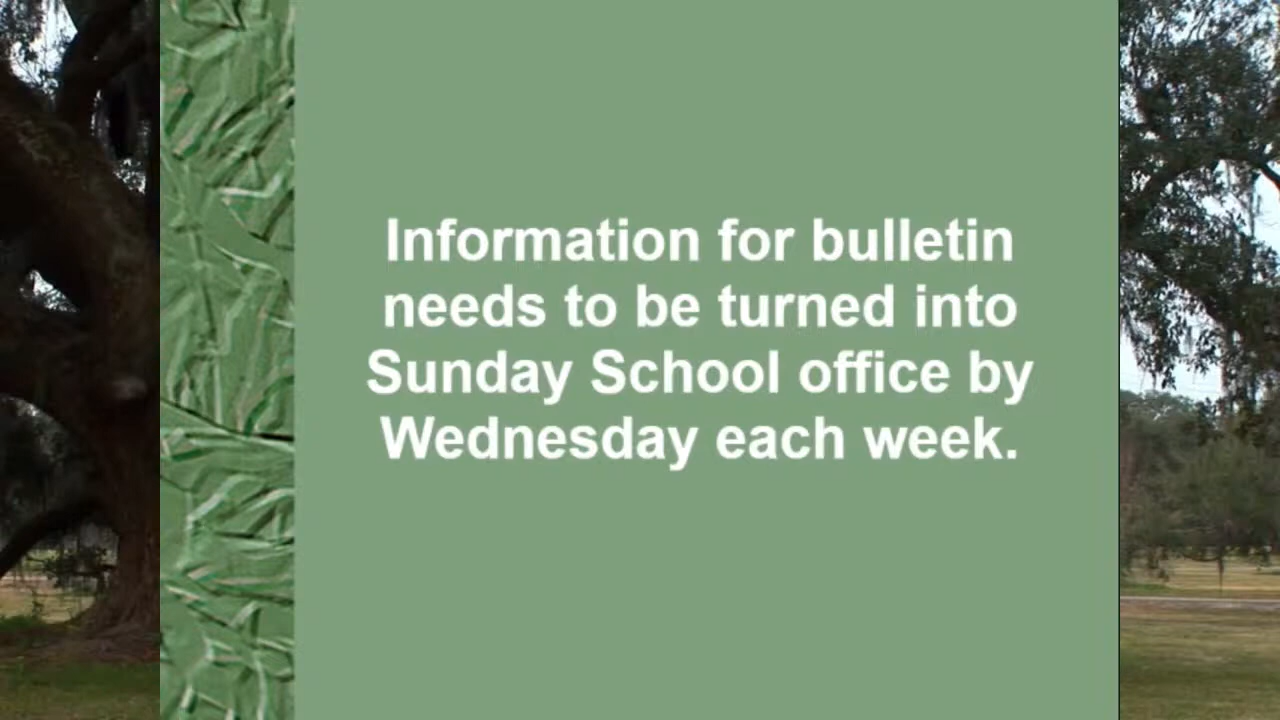 Information for bulletin
needs to be turned into
Sunday School office by
Wednesday each week.